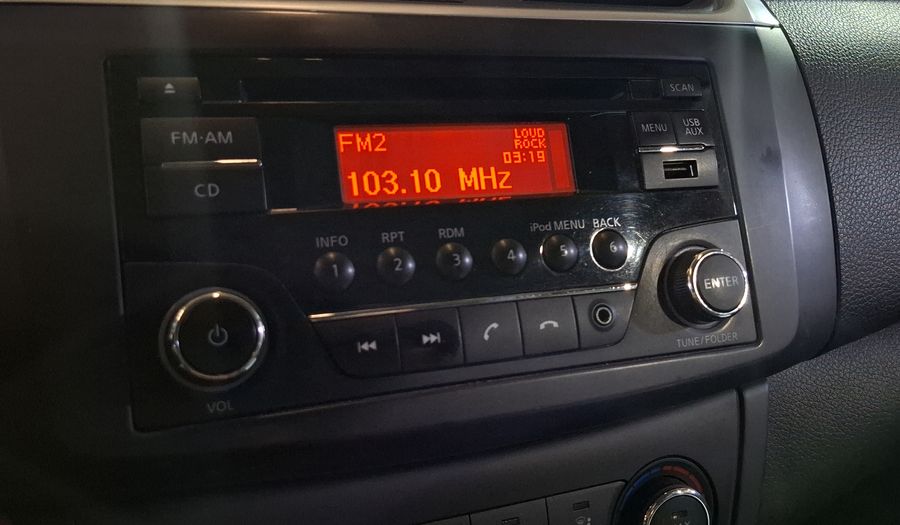 SCAN
FM·AM
CD
FM2
LOUD
ROCK
03:19
103.10 MHz
MENU
USB
AUX
INFO
RPT
RDM
iPod MENU
BACK
1
2
3
4
5
6
ENTER
VOL
TUNE/FOLDER